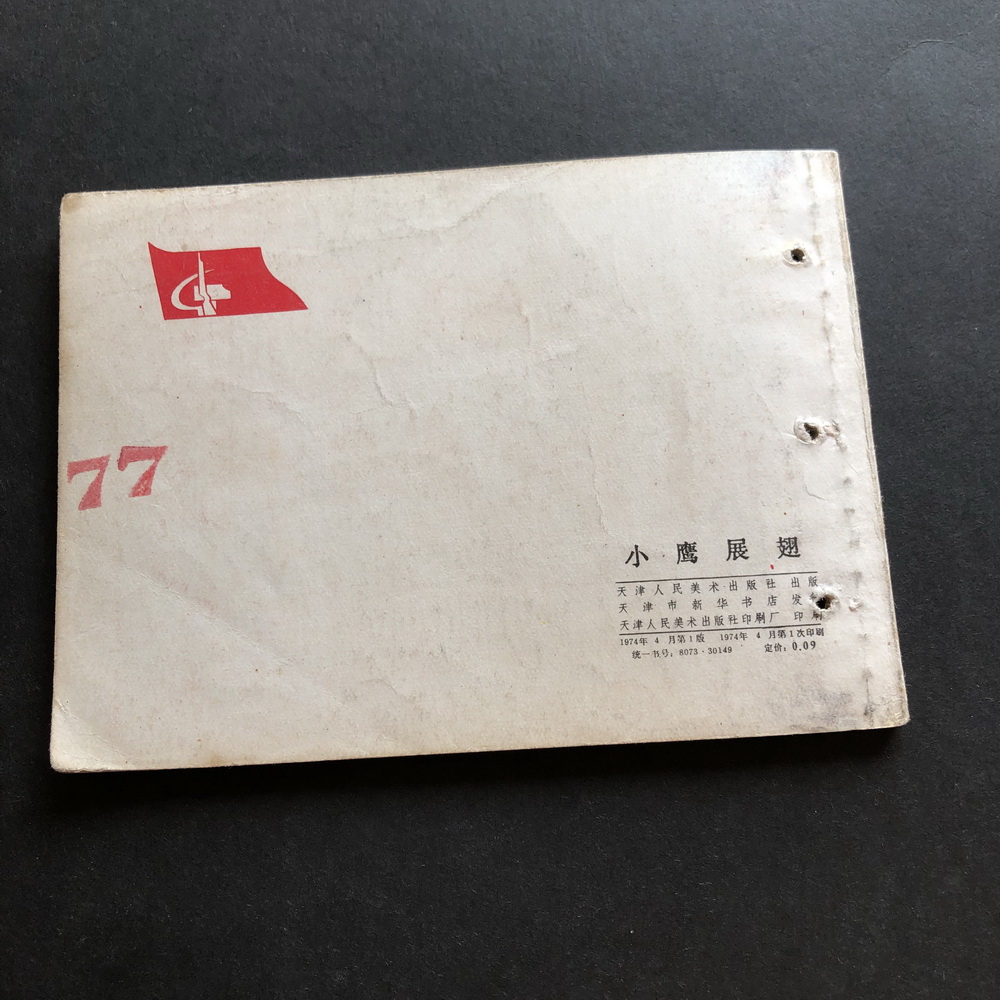 77
小鹰展翅
天津人民美术出版社 出版
天津市新华书店发
天津人民美术出版社印刷厂 印刷
1974年4月第1版 1974年4月第1次印刷
统一书号：8073·30149 定价：0.09